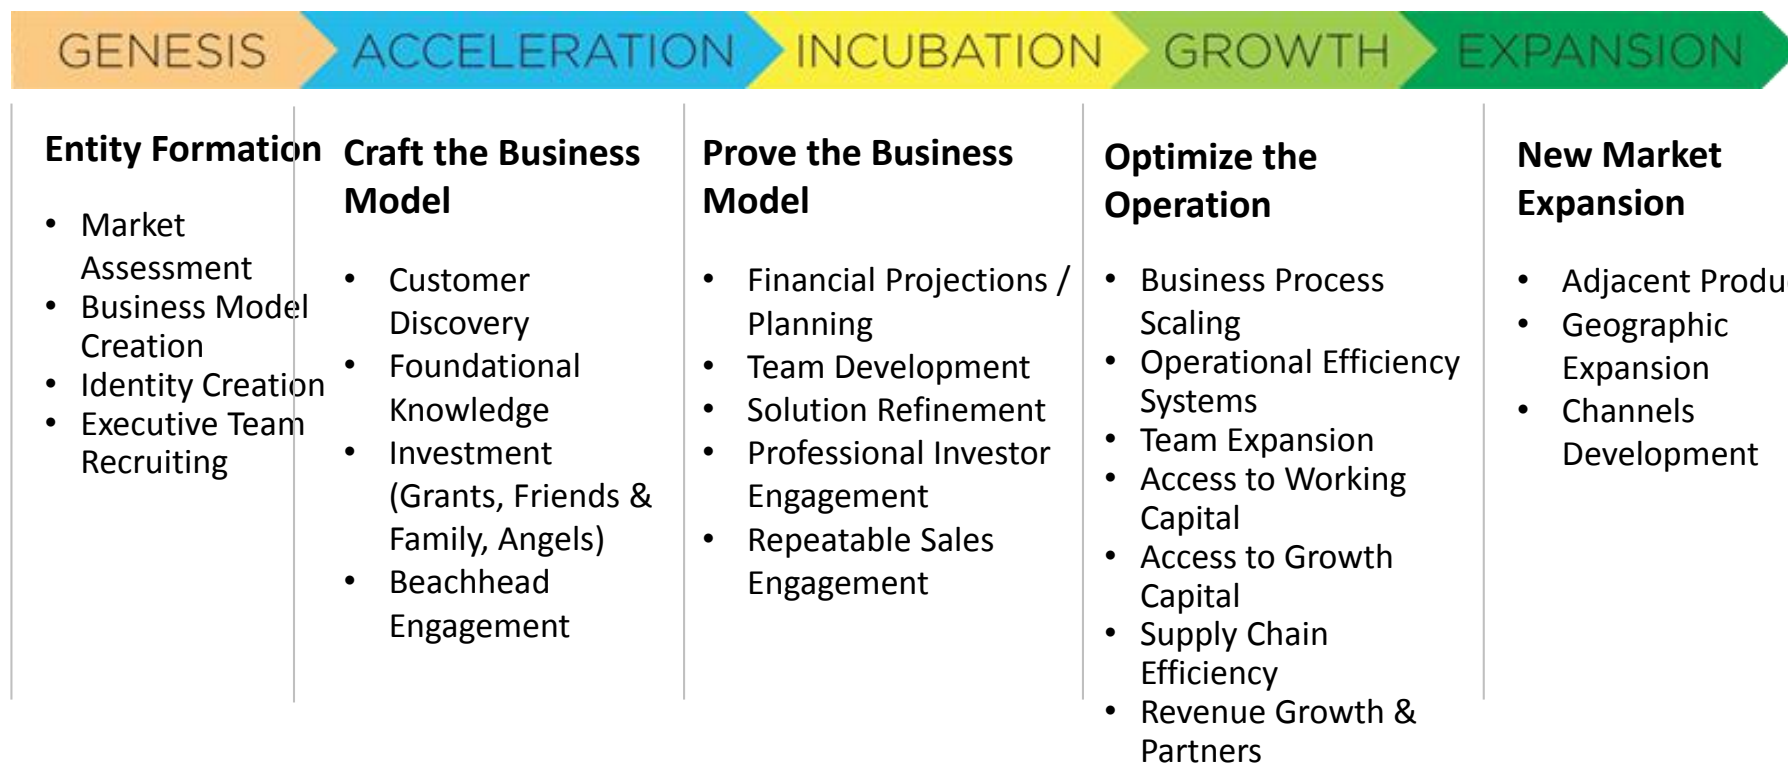 GENESIS
ACCELERATION
INCUBATION
GROWTH
EXPANSION
Entity Formation
• Market
Assessment
• Business Model
Creation
• Identity Creation
• Executive Team
Recruiting
Craft the Business
Model
• Customer
Discovery
• Foundational
Knowledge
• Investment
(Grants, Friends &
Family, Angels)
• Beachhead
Engagement
Prove the Business
Model
• Financial Projections /
Planning
• Team Development
• Solution Refinement
• Professional Investor
Engagement
• Repeatable Sales
Engagement
Optimize the
Operation
• Business Process
Scaling
• Operational Efficiency
Systems
• Team Expansion
• Access to Working
Capital
• Access to Growth
Capital
• Supply Chain
Efficiency
• Revenue Growth &
Partners
New Market
Expansion
• Adjacent
• Geographic
Expansion
• Channels
Development